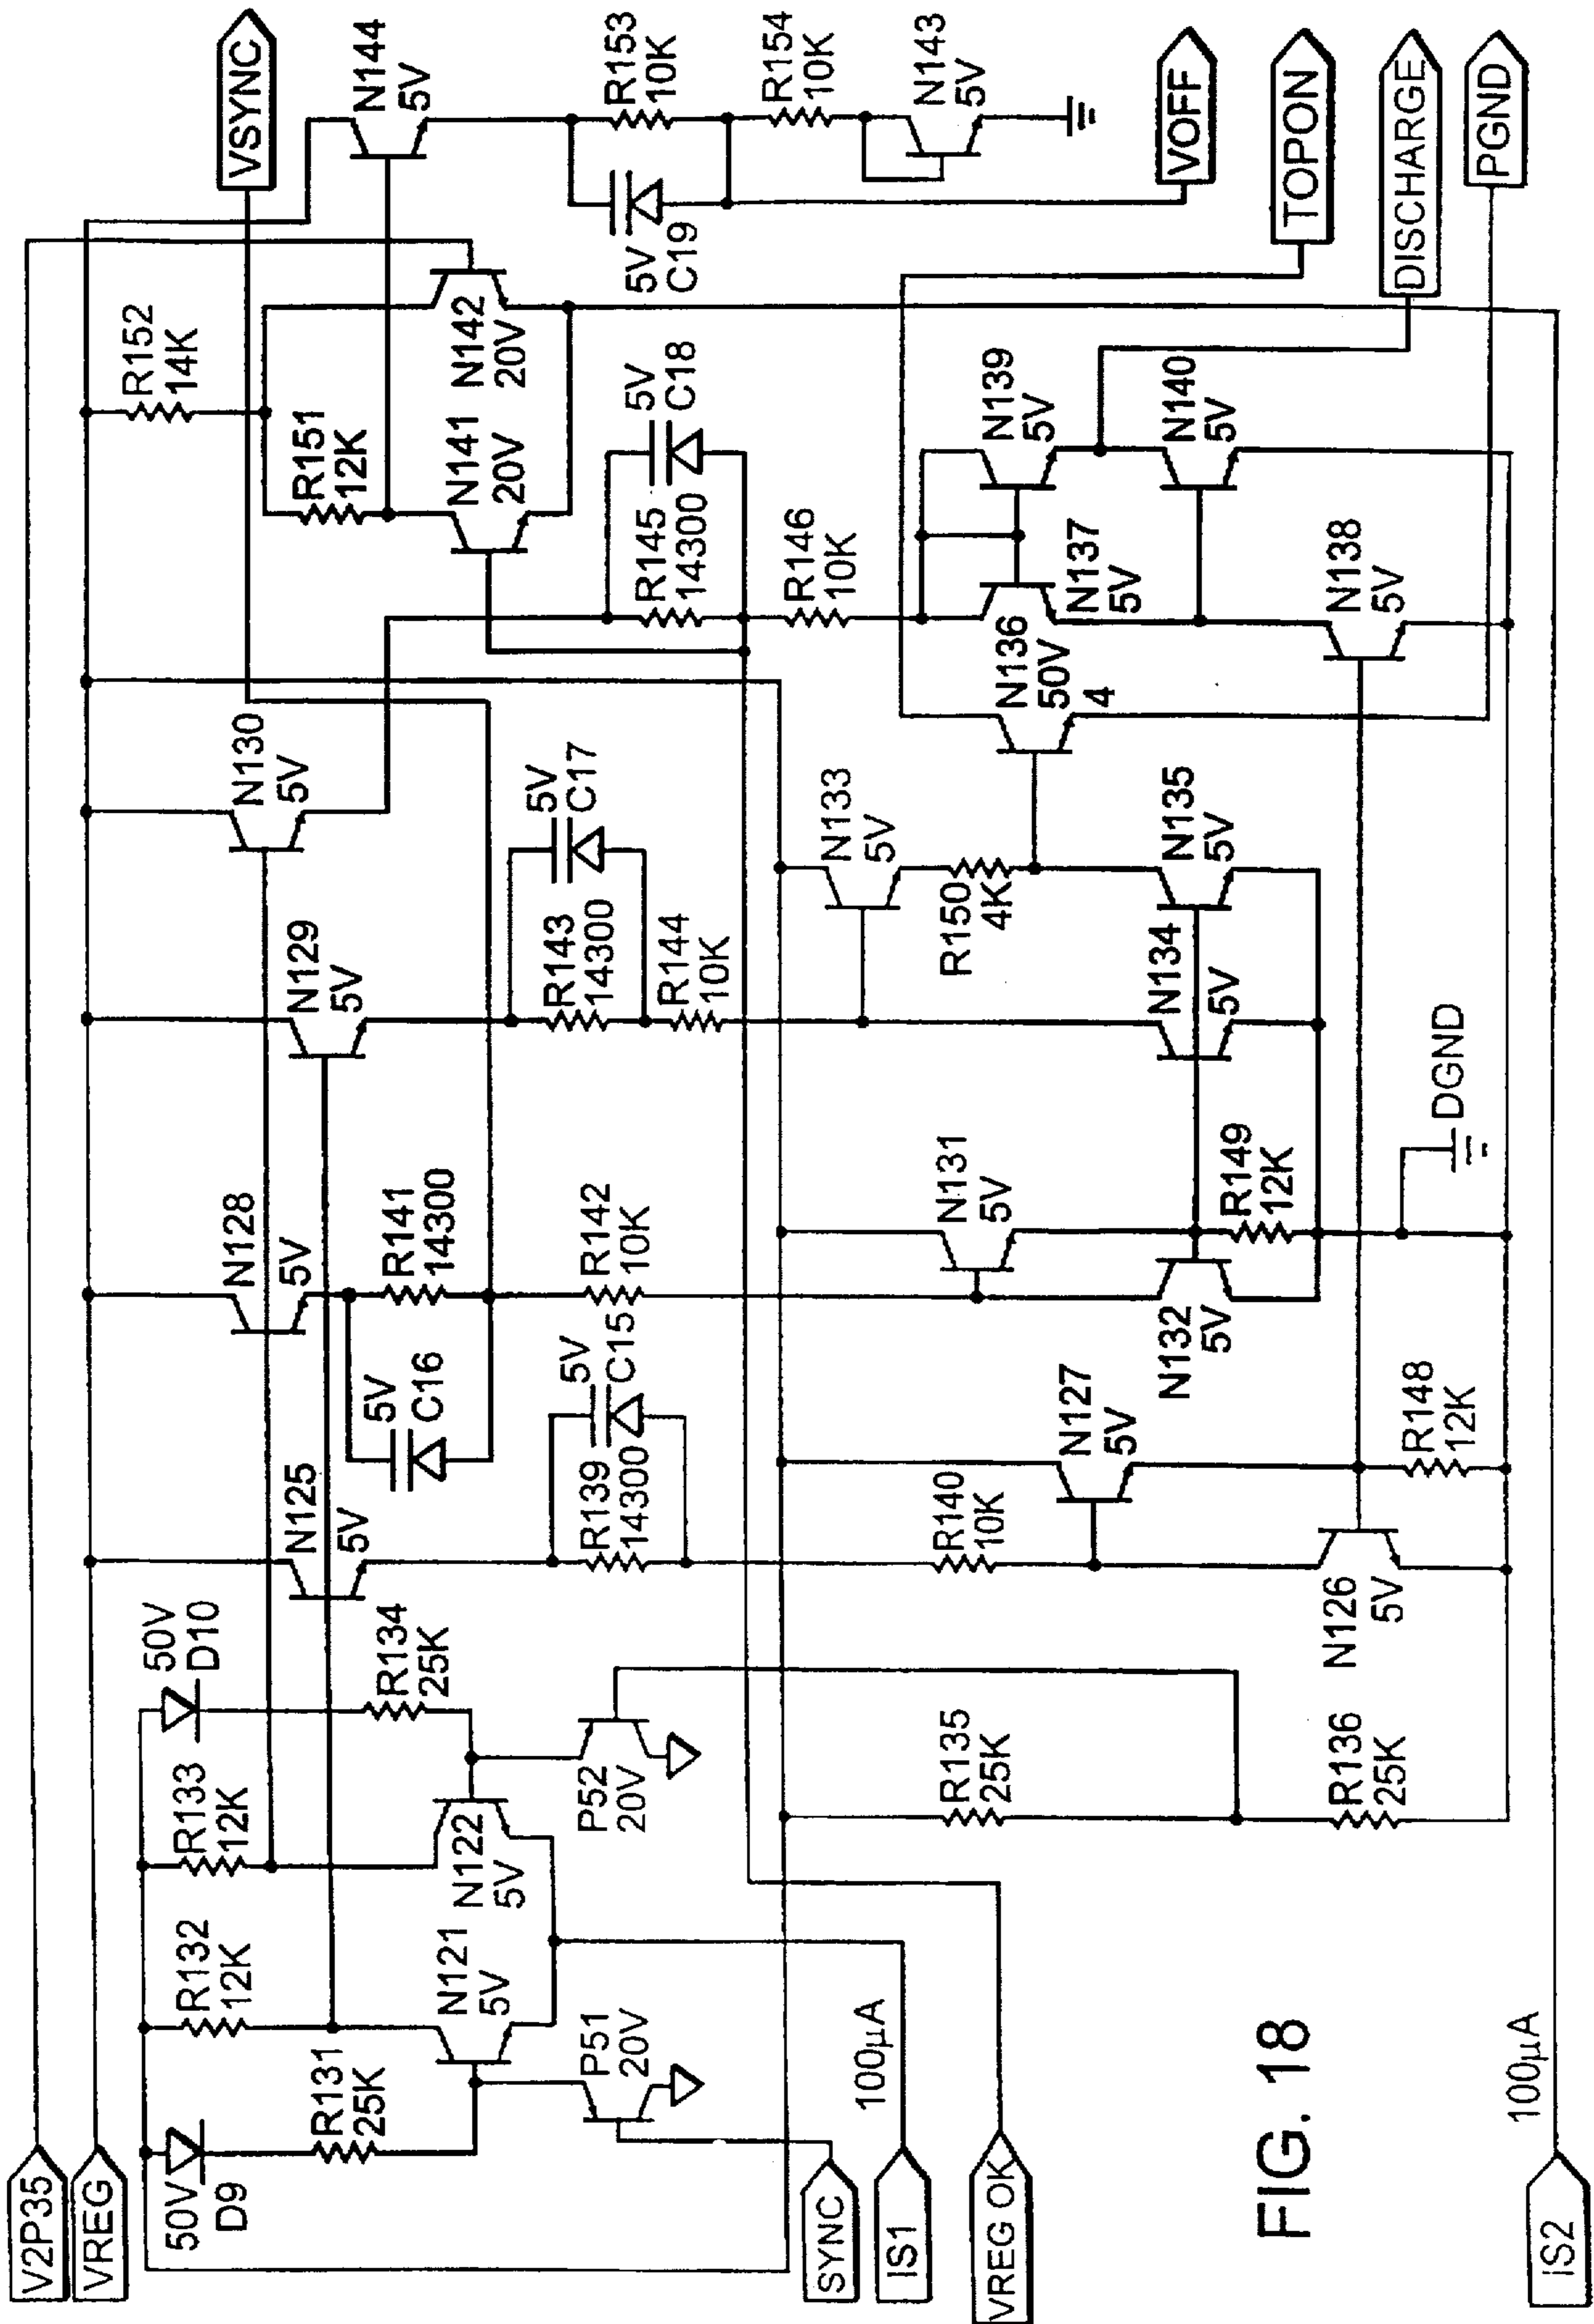 V2P35
VREG
50V
D9
R131
25K
R132
12K
N121
5V
P51
20V
SYNC
IS1
100µA
VREG OK
IS2
100µA
R133
12K
N122
5V
50V
D10
R134
25K
P52
20V
R135
25K
R136
25K
N125
5V
R139
14300
5V
C15
R140
10K
N127
5V
N126
5V
R148
12K
N128
5V
5V
C16
R141
14300
R142
10K
N131
5V
N132
5V
R149
12K
DGND
N129
5V
R143
14300
5V
C17
R144
10K
N133
5V
R150
4K
N134
5V
N135
5V
N130
5V
N136
50V
4
R145
14300
5V
C18
R146
10K
N137
5V
N138
5V
N139
5V
N140
5V
R151
12K
R152
14K
N141
20V
N142
20V
VSYNC
N144
5V
R153
10K
5V
C19
R154
10K
N143
5V
VOFF
TOPON
DISCHARGE
PGND
FIG. 18